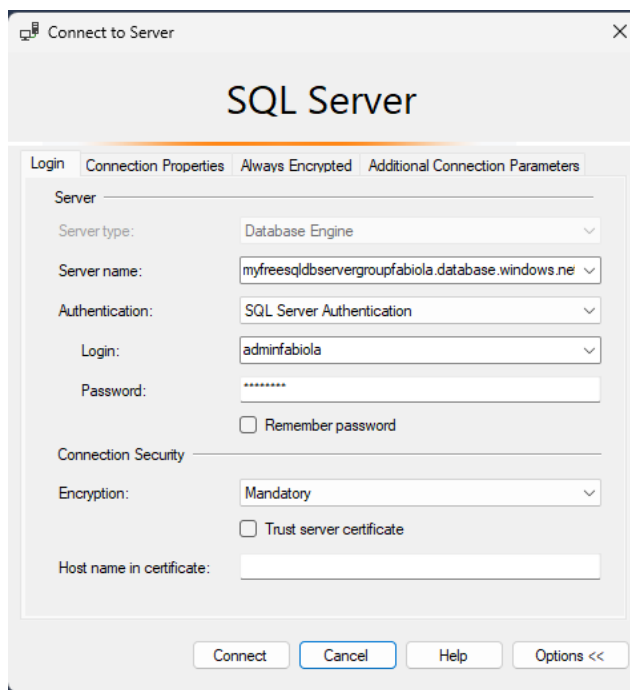 Connect to Server
SQL Server
Login Connection Properties Always Encrypted Additional Connection Parameters
Server
Server type: Database Engine
Server name: myfreesqldbservergroupfabiola.database.windows.net
Authentication: SQL Server Authentication
Login: adminfabiola
Password: ********
Remember password
Connection Security
Encryption: Mandatory
Trust server certificate
Host name in certificate:
Connect Cancel Help Options <<